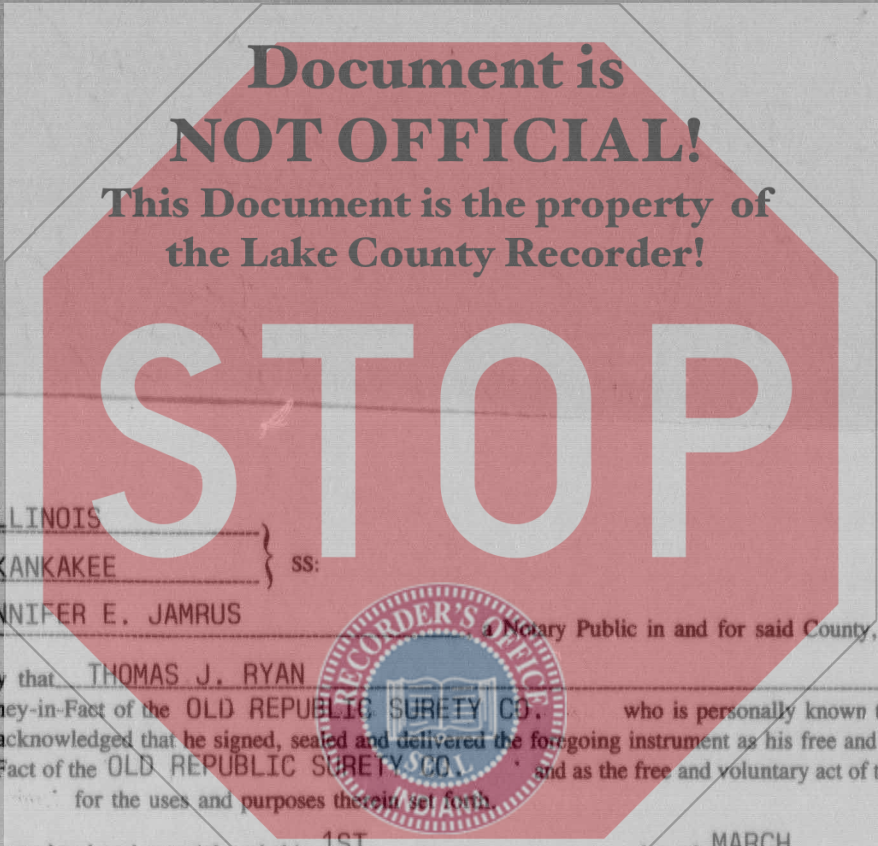 Document is
NOT OFFICIAL!
This Document is the property of
the Lake County Recorder!
STOP
LLINOIS
KANKAKEE } SS:
NNIFER E. JAMRUS a Notary Public in and for said County,
y that THOMAS J. RYAN
ney-in-Fact of the OLD REPUBLIC SURETY CO. who is personally known t
acknowledged that he signed, sealed and delivered the foregoing instrument as his free and
Fact of the OLD REPUBLIC SURETY CO. and as the free and voluntary act of t
for the uses and purposes therein set forth.
1ST MARCH
RECORDER'S OFFICE
SEAL
INDIANA